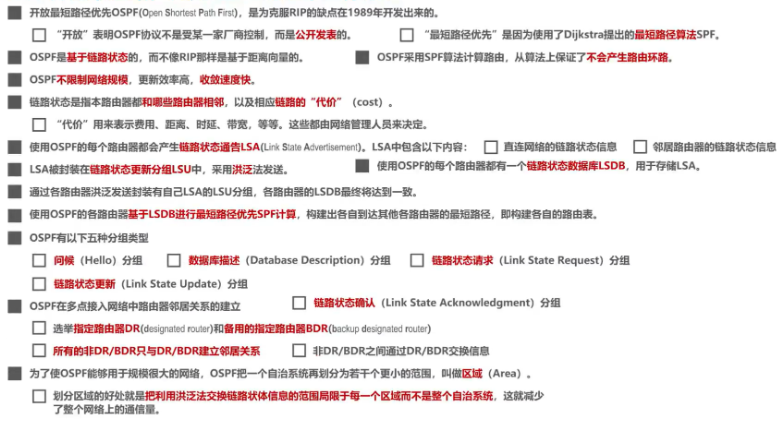 开放最短路径优先OSPF(Open Shortest Path First)，是为克服RIP的缺点在1989年开发出来的。
“开放”表明OSPF协议不是受某一家厂商控制，而是公开发表的。 “最短路径优先”是因为使用了Dijkstra提出的最短路径算法SPF。
OSPF是基于链路状态的，而不像RIP那样是基于距离向量的。 OSPF采用SPF算法计算路由，从算法上保证了不会产生路由环路。
OSPF不限制网络规模，更新效率高，收敛速度快。
链路状态是指本路由器都和哪些路由器相邻，以及相应链路的“代价”（cost）。
“代价”用来表示费用、距离、时延、带宽，等等。这些都由网络管理人员来决定。
使用OSPF的每个路由器都会产生链路状态通告LSA(Link State Advertisement)。LSA中包含以下内容： 直连网络的链路状态信息 邻居路由器的链路状态信息
LSA被封装在链路状态更新分组LSU中，采用洪泛法发送。 使用OSPF的每个路由器都有一个链路状态数据库LSDB，用于存储LSA。
通过各路由器洪泛发送封装有自己LSA的LSU分组，各路由器的LSDB最终将达到一致。
使用OSPF的各路由器基于LSDB进行最短路径优先SPF计算，构建出各自到达其他各路由器的最短路径，即构建各自的路由表。
OSPF有以下五种分组类型
问候（Hello）分组 数据库描述（Database Description）分组 链路状态请求（Link State Request）分组
链路状态更新（Link State Update）分组
OSPF在多点接入网络中路由器邻居关系的建立 链路状态确认（Link State Acknowledgment）分组
选举指定路由器DR(designated router)和备用的指定路由器BDR(backup designated router)
所有的非DR/BDR只与DR/BDR建立邻居关系 非DR/BDR之间通过DR/BDR交换信息
为了使OSPF能够用于规模很大的网络，OSPF把一个自治系统再划分为若干个更小的范围，叫做区域（Area）。
划分区域的好处就是把利用洪泛法交换链路状体信息的范围局限于每一个区域而不是整个自治系统，这就减少
了整个网络上的通信量。